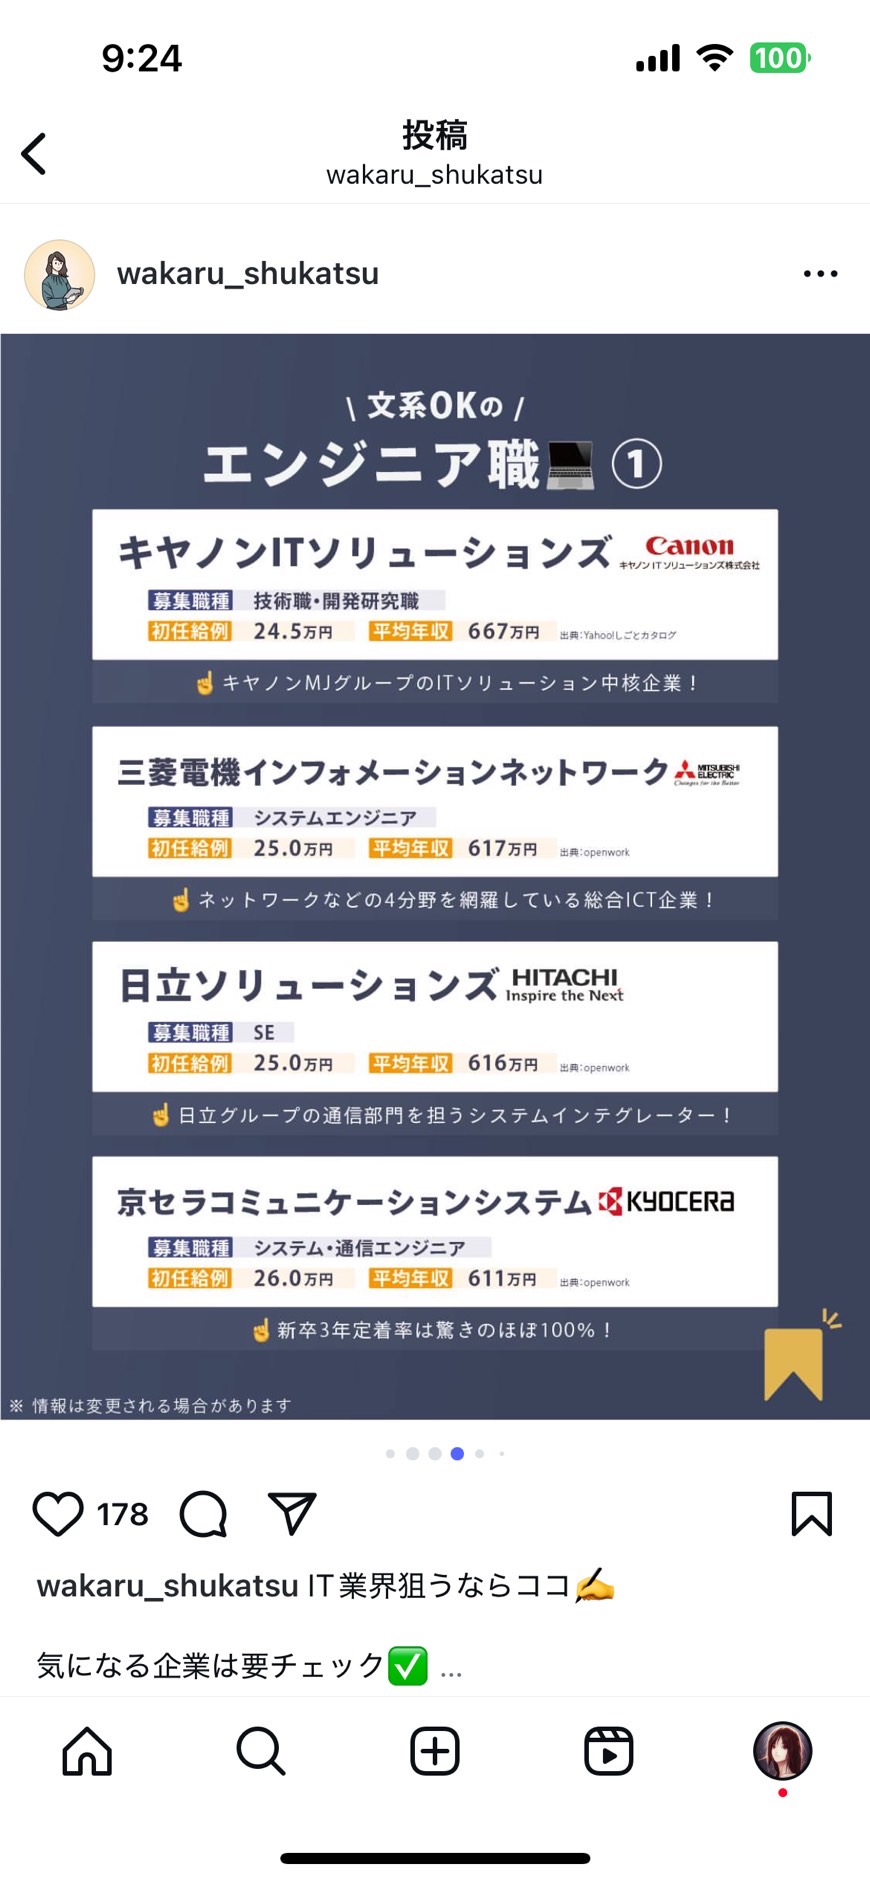 9:24
100
投稿
wakaru_shukatsu
wakaru_shukatsu
\ 文系OKの /
エンジニア職 ①
キヤノンITソリューションズ Canon
キヤノン IT ソリューションズ株式会社
募集職種 技術職・開発研究職
初任給例 24.5万円 平均年収 667万円 出典:Yahoo!しごとカタログ
☝キヤノンMJグループのITソリューション中核企業！
三菱電機インフォメーションネットワーク MITSUBISHI ELECTRIC
Changes for the Better
募集職種 システムエンジニア
初任給例 25.0万円 平均年収 617万円 出典:openwork
☝ネットワークなどの4分野を網羅している総合ICT企業！
日立ソリューションズ HITACHI
Inspire the Next
募集職種 SE
初任給例 25.0万円 平均年収 616万円 出典:openwork
☝日立グループの通信部門を担うシステムインテグレーター！
京セラコミュニケーションシステム KYOCERA
募集職種 システム・通信エンジニア
初任給例 26.0万円 平均年収 611万円 出典:openwork
☝新卒3年定着率は驚きのほぼ100%！
※ 情報は変更される場合があります
178
wakaru_shukatsu IT業界狙うならココ✍
気になる企業は要チェック✅ ...